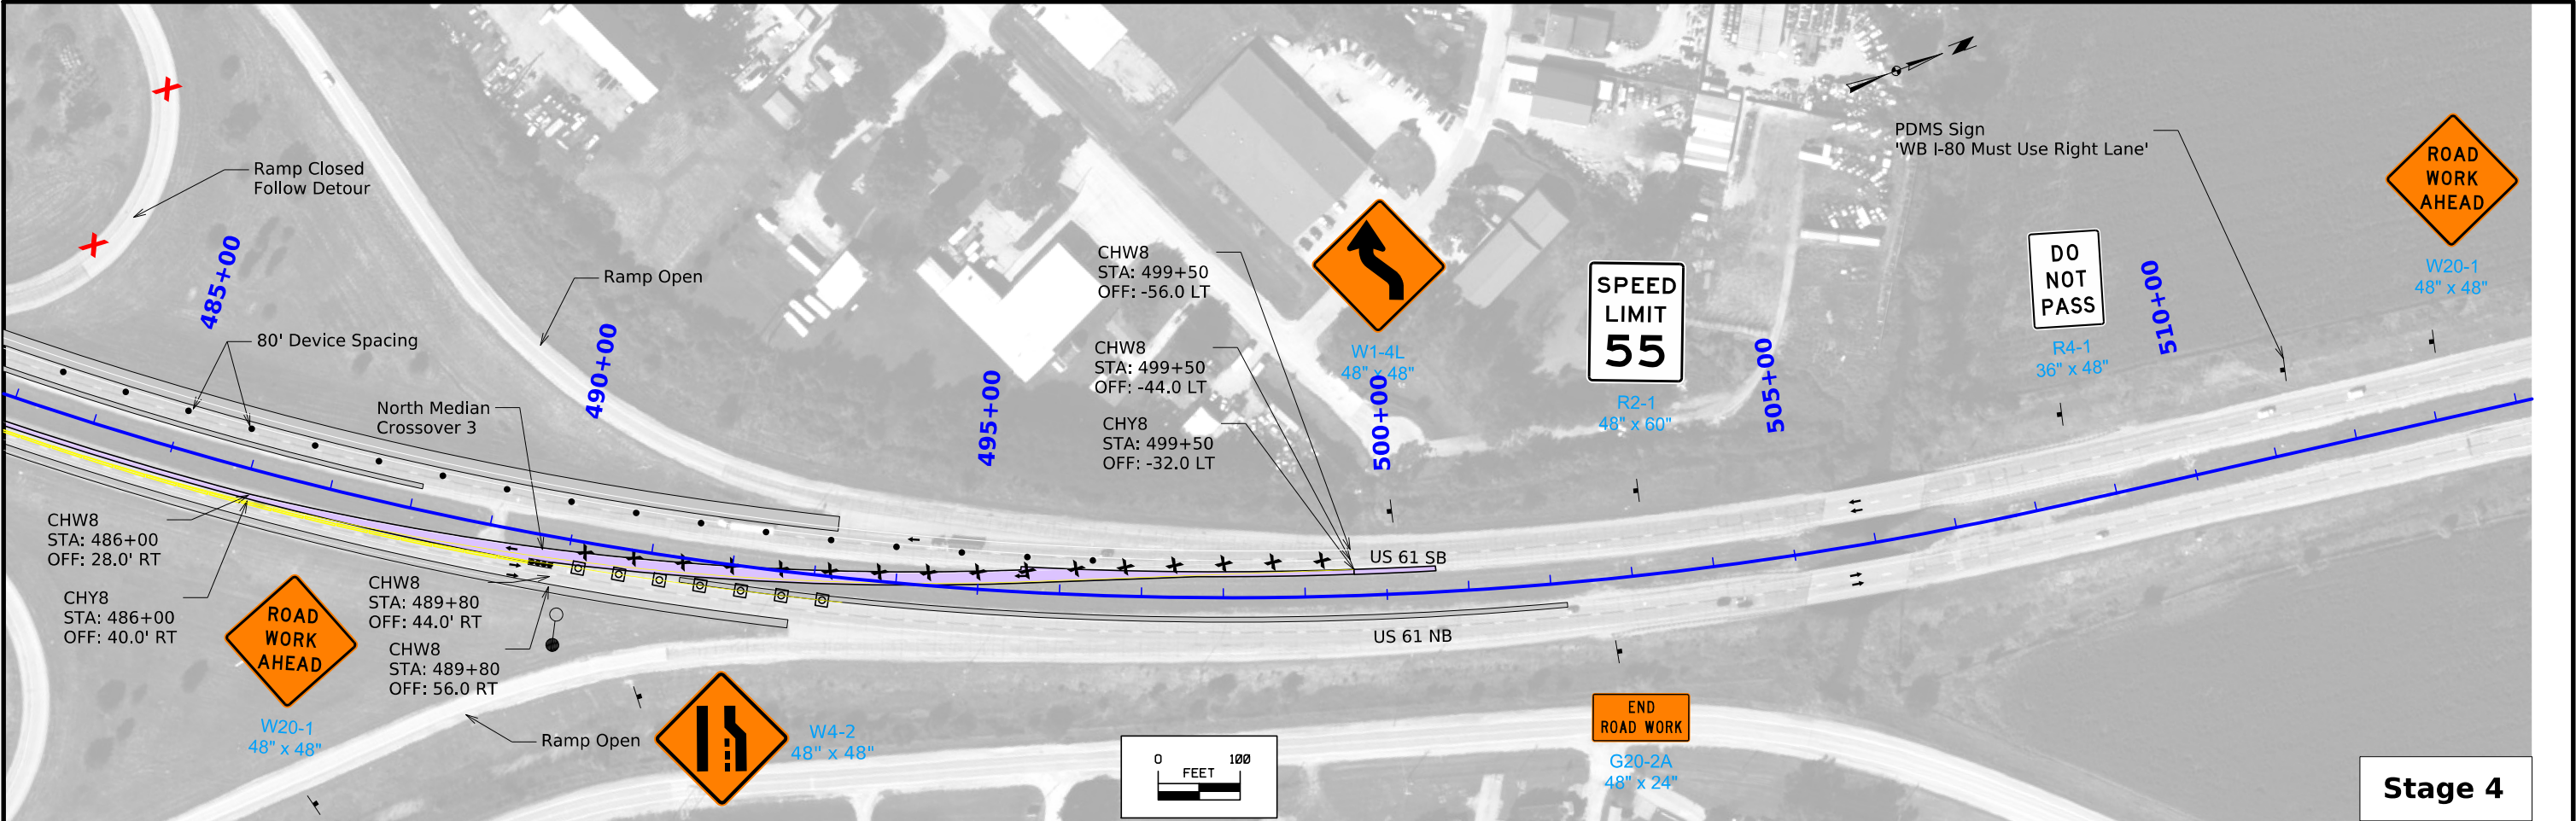 Ramp Closed
Follow Detour
485+00
80' Device Spacing
Ramp Open
490+00
North Median
Crossover 3
495+00
CHW8
STA: 499+50
OFF: -56.0 LT
CHW8
STA: 499+50
OFF: -44.0 LT
CHY8
STA: 499+50
OFF: -32.0 LT
W1-4L
48" x 48"
500+00
SPEED
LIMIT
55
R2-1
48" x 60"
505+00
PDMS Sign
'WB I-80 Must Use Right Lane'
DO
NOT
PASS
R4-1
36" x 48"
510+00
ROAD
WORK
AHEAD
W20-1
48" x 48"
N
CHW8
STA: 486+00
OFF: 28.0' RT
CHY8
STA: 486+00
OFF: 40.0' RT
ROAD
WORK
AHEAD
W20-1
48" x 48"
CHW8
STA: 489+80
OFF: 44.0' RT
CHW8
STA: 489+80
OFF: 56.0 RT
Ramp Open
W4-2
48" x 48"
US 61 SB
US 61 NB
0 100
FEET
END
ROAD WORK
G20-2A
48" x 24"
Stage 4